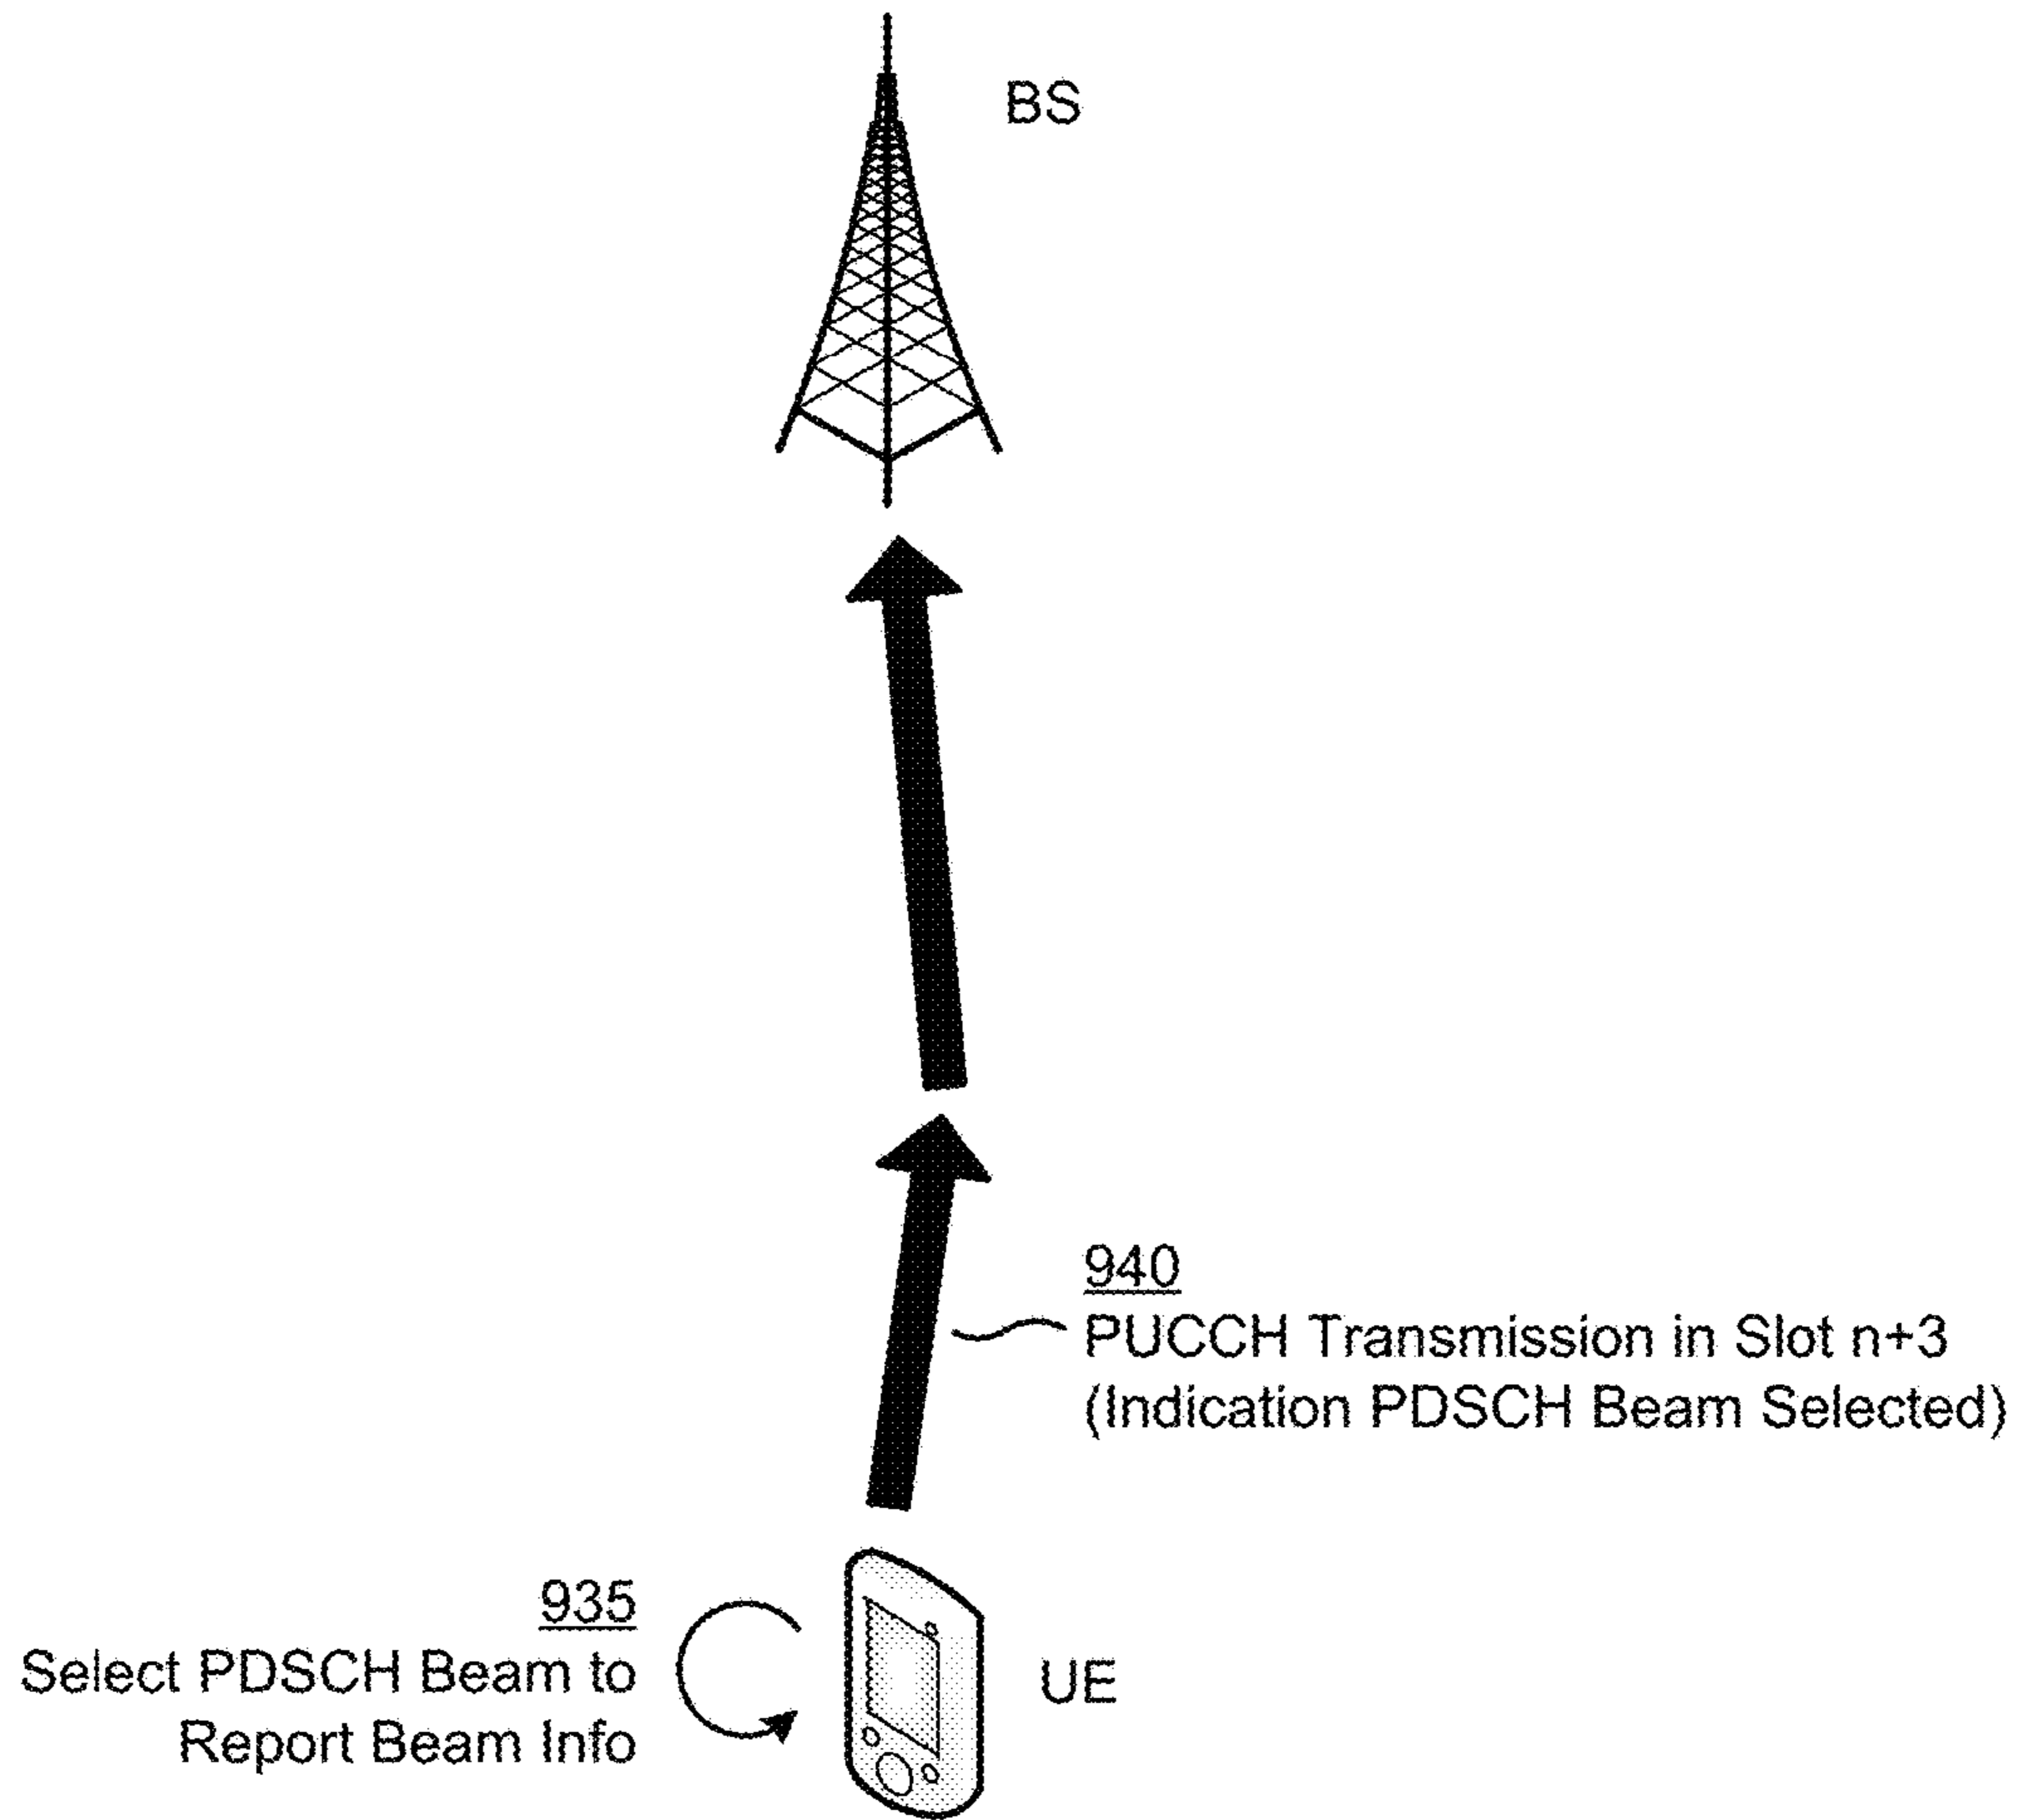 BS
940
PUCCH Transmission in Slot n+3
(Indication PDSCH Beam Selected)
935
Select PDSCH Beam to
Report Beam Info
UE